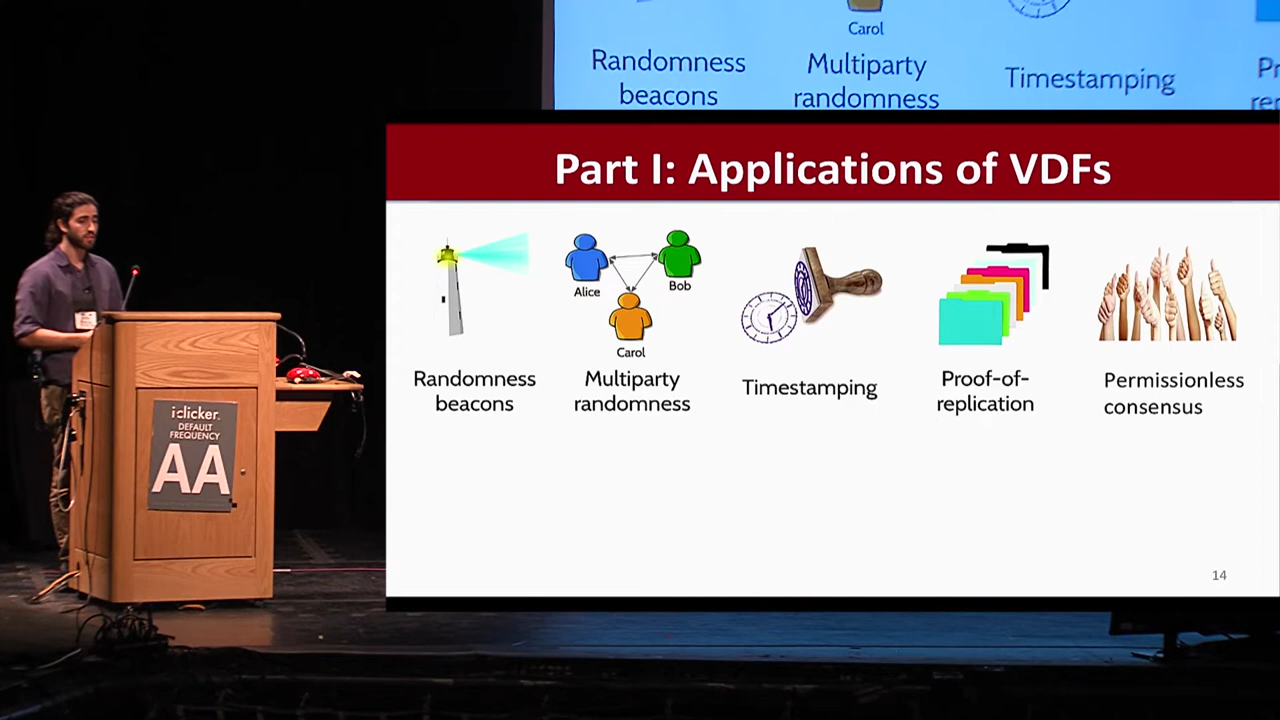 Carol
Randomness
beacons
Multiparty
randomness
Timestamping
Part I: Applications of VDFs
Alice
Bob
Carol
Randomness
beacons
Multiparty
randomness
Timestamping
Proof-of-
replication
Permissionless
consensus
14
iclicker.
DEFAULT
FREQUENCY
AA